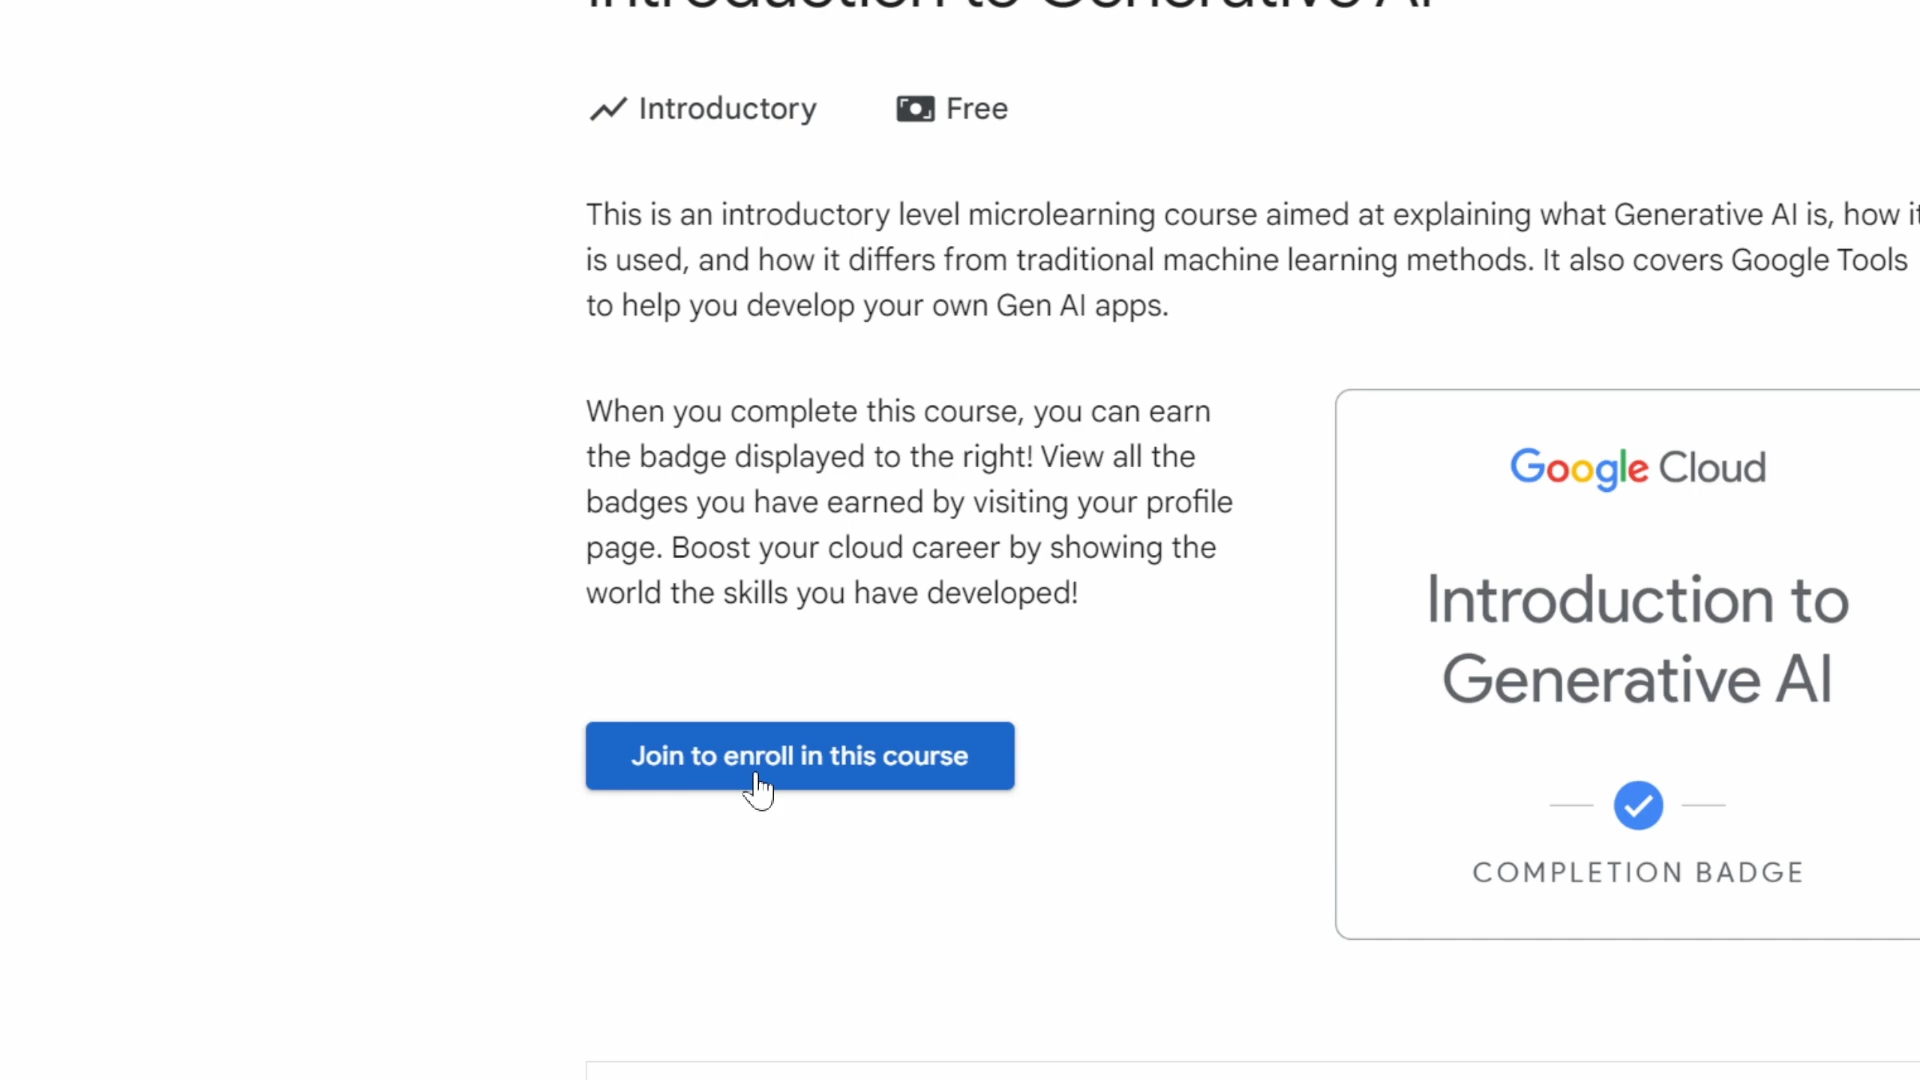 Introduction to Generative AI
Introductory
Free
This is an introductory level microlearning course aimed at explaining what Generative AI is, how it
is used, and how it differs from traditional machine learning methods. It also covers Google Tools
to help you develop your own Gen AI apps.
When you complete this course, you can earn
the badge displayed to the right! View all the
badges you have earned by visiting your profile
page. Boost your cloud career by showing the
world the skills you have developed!
Join to enroll in this course
Google Cloud
Introduction to
Generative AI
COMPLETION BADGE